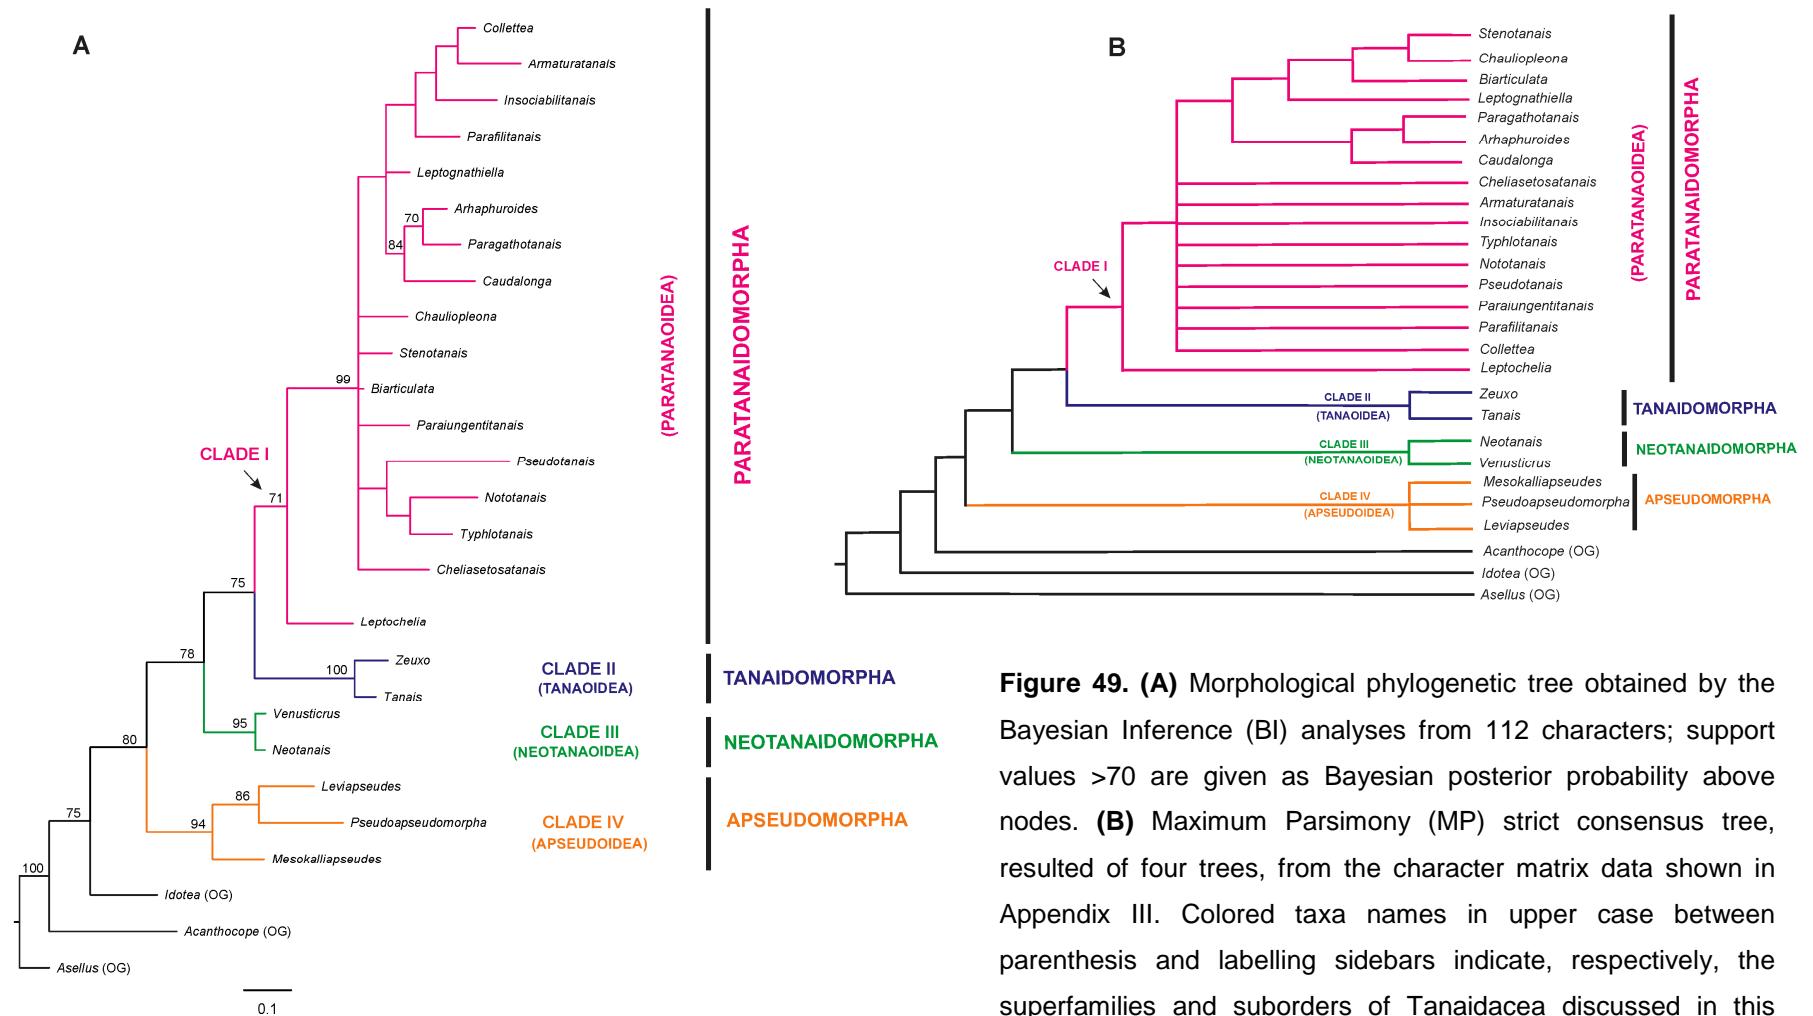 A
Collettea
Armaturatanais
Insociabilitanais
Parafilitanais
Leptognathiella
Arhaphuroides
70
Paragathotanais
84
Caudalonga
Chauliopleona
Stenotanais
99
Biarticulata
Paraiungentitanais
CLADE I
Pseudotanais
71
Nototanais
Typhlotanais
Cheliasetosatanais
75
Leptochelia
78
Zeuxo
100
Tanais
Venusticrus
95
Neotanais
80
Leviapseudes
86
Pseudoapseudomorpha
94
Mesokalliapseudes
75
100
Idotea (OG)
Acanthocope (OG)
Asellus (OG)
0.1
(PARATANAOIDEA)
PARATANAIDOMORPHA
CLADE II
(TANAOIDEA)
TANAIDOMORPHA
CLADE III
(NEOTANAOIDEA)
NEOTANAIDOMORPHA
CLADE IV
(APSEUDOIDEA)
APSEUDOMORPHA
B
Stenotanais
Chauliopleona
Biarticulata
Leptognathiella
Paragathotanais
Arhaphuroides
Caudalonga
Cheliasetosatanais
Armaturatanais
Insociabilitanais
Typhlotanais
Nototanais
CLADE I
Pseudotanais
Paraiungentitanais
Parafilitanais
Collettea
Leptochelia
(PARATANAOIDEA)
PARATANAIDOMORPHA
Zeuxo
CLADE II
(TANAOIDEA)
Tanais
TANAIDOMORPHA
Neotanais
CLADE III
(NEOTANAOIDEA)
Venusticrus
NEOTANAIDOMORPHA
Mesokalliapseudes
CLADE IV
(APSEUDOIDEA)
Pseudoapseudomorpha
Leviapseudes
APSEUDOMORPHA
Acanthocope (OG)
Idotea (OG)
Asellus (OG)
Figure 49. (A) Morphological phylogenetic tree obtained by the
Bayesian Inference (BI) analyses from 112 characters; support
values >70 are given as Bayesian posterior probability above
nodes. (B) Maximum Parsimony (MP) strict consensus tree,
resulted of four trees, from the character matrix data shown in
Appendix III. Colored taxa names in upper case between
parenthesis and labelling sidebars indicate, respectively, the
superfamilies and suborders of Tanaidacea discussed in this